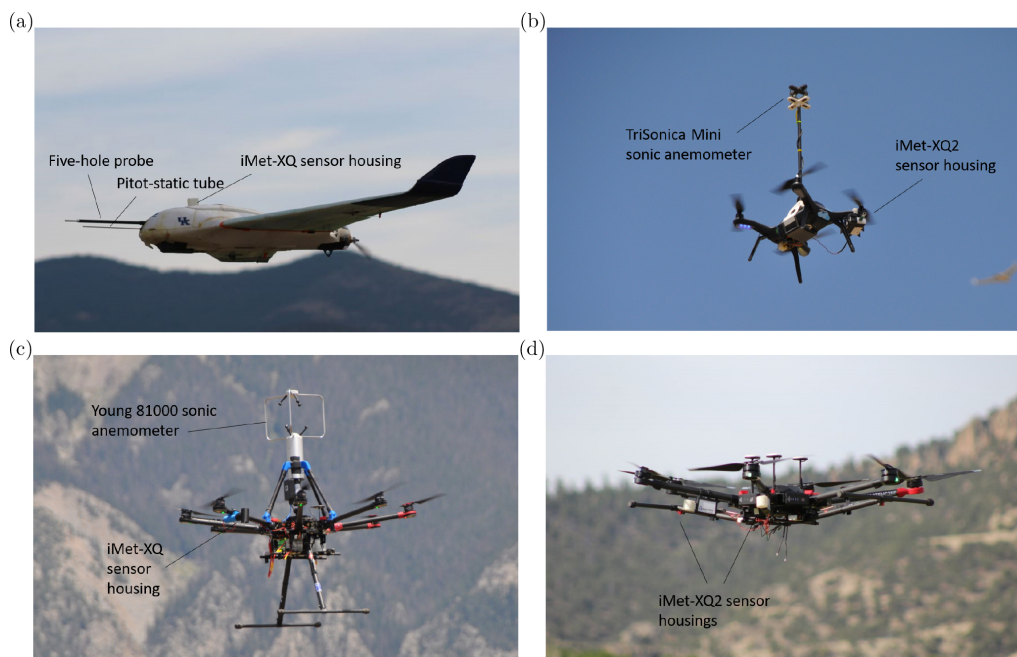 (a)
(b)
Five-hole probe
iMet-XQ sensor housing
Pitot-static tube
UK
TriSonica Mini
sonic anemometer
iMet-XQ2
sensor housing
(c)
(d)
Young 81000 sonic
anemometer
iMet-XQ
sensor
housing
iMet-XQ2 sensor
housings